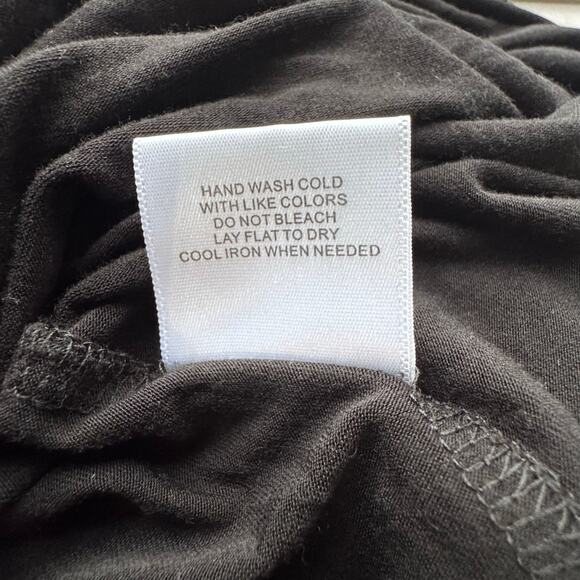 HAND WASH COLD
WITH LIKE COLORS
DO NOT BLEACH
LAY FLAT TO DRY
COOL IRON WHEN NEEDED